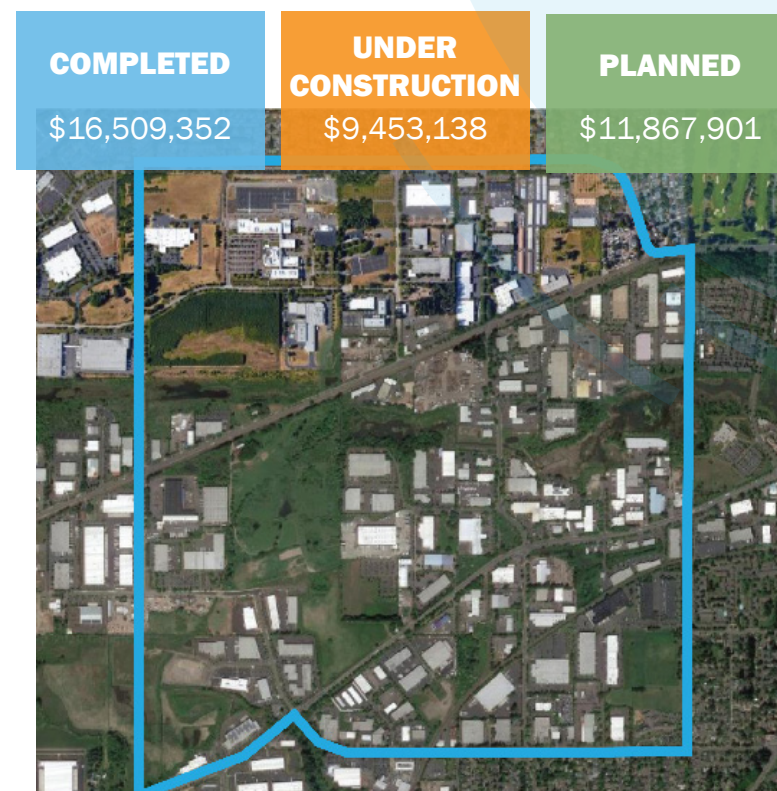 COMPLETED
$16,509,352
UNDER
CONSTRUCTION
$9,453,138
PLANNED
$11,867,901